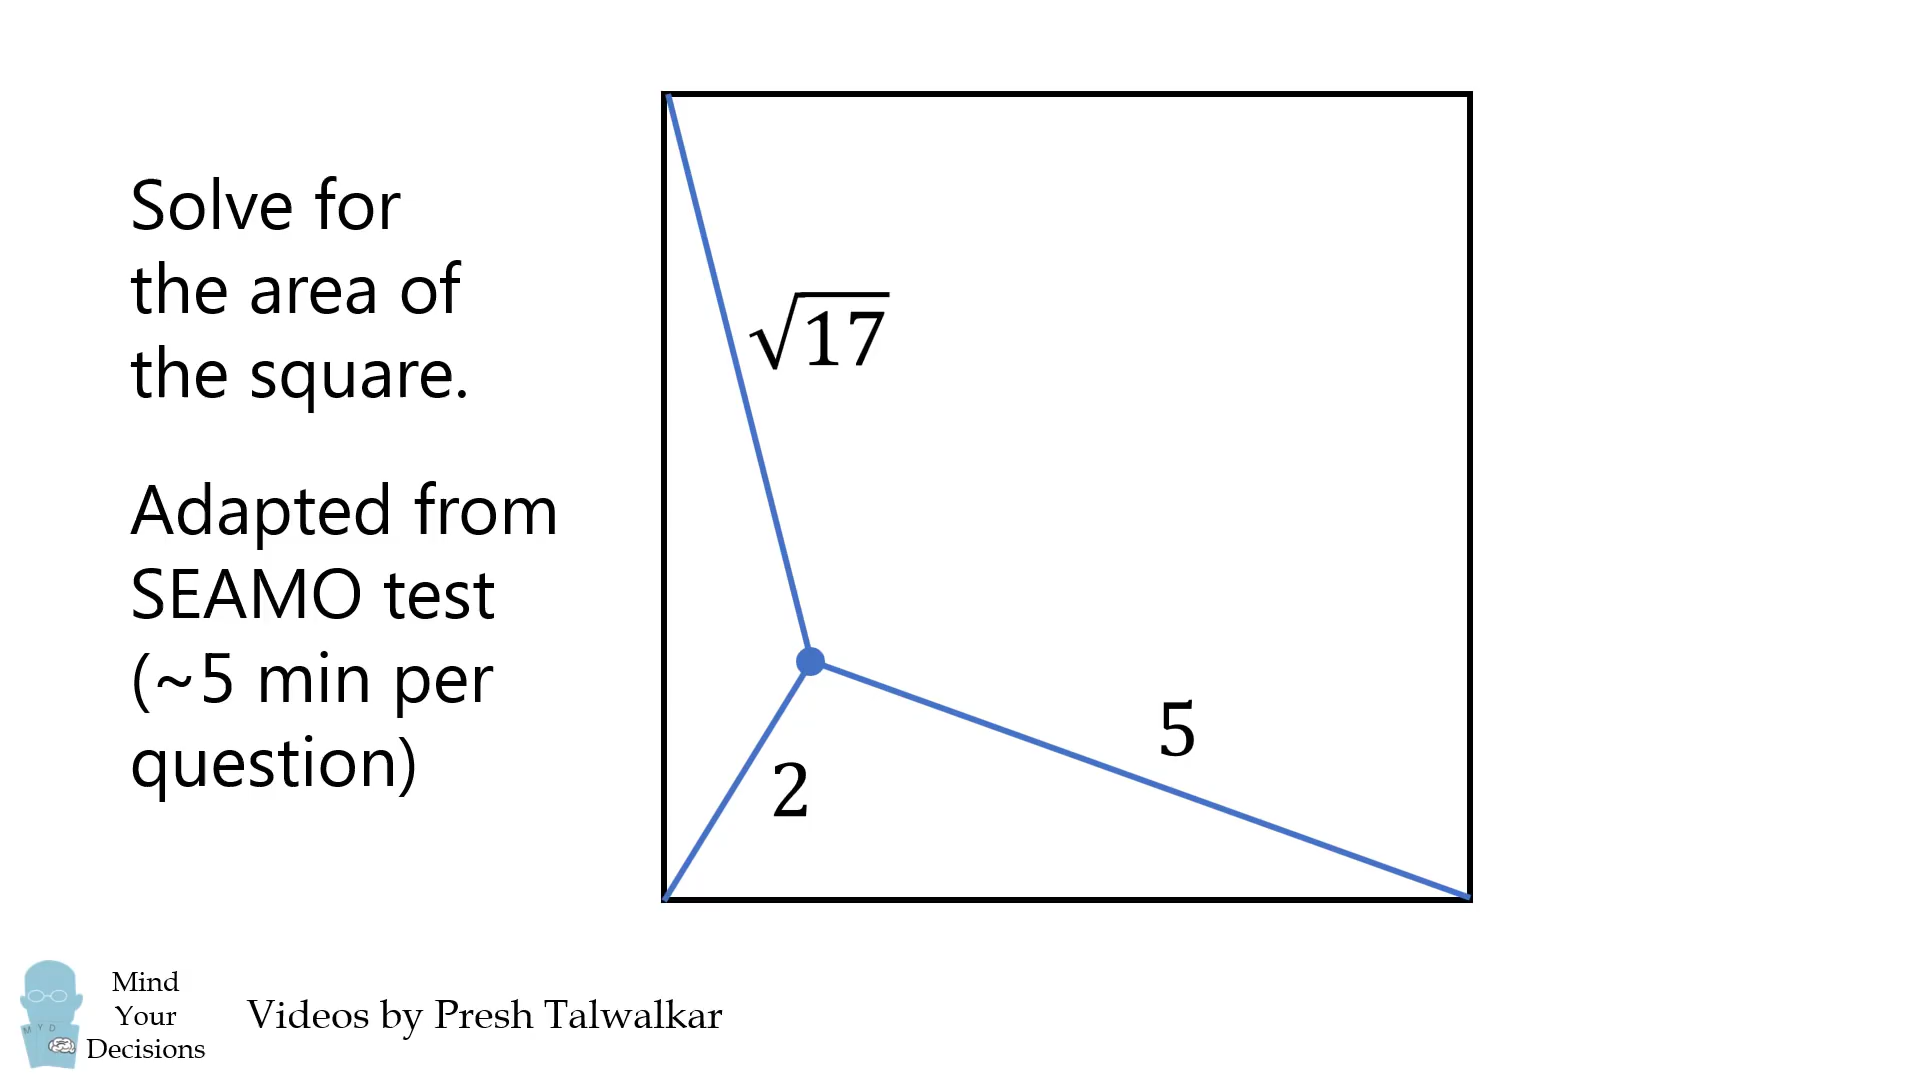 Solve for
the area of
the square.
Adapted from
SEAMO test
(~5 min per
question)
√17
5
2
Mind
Your
Decisions
M Y D
Videos by Presh Talwalkar